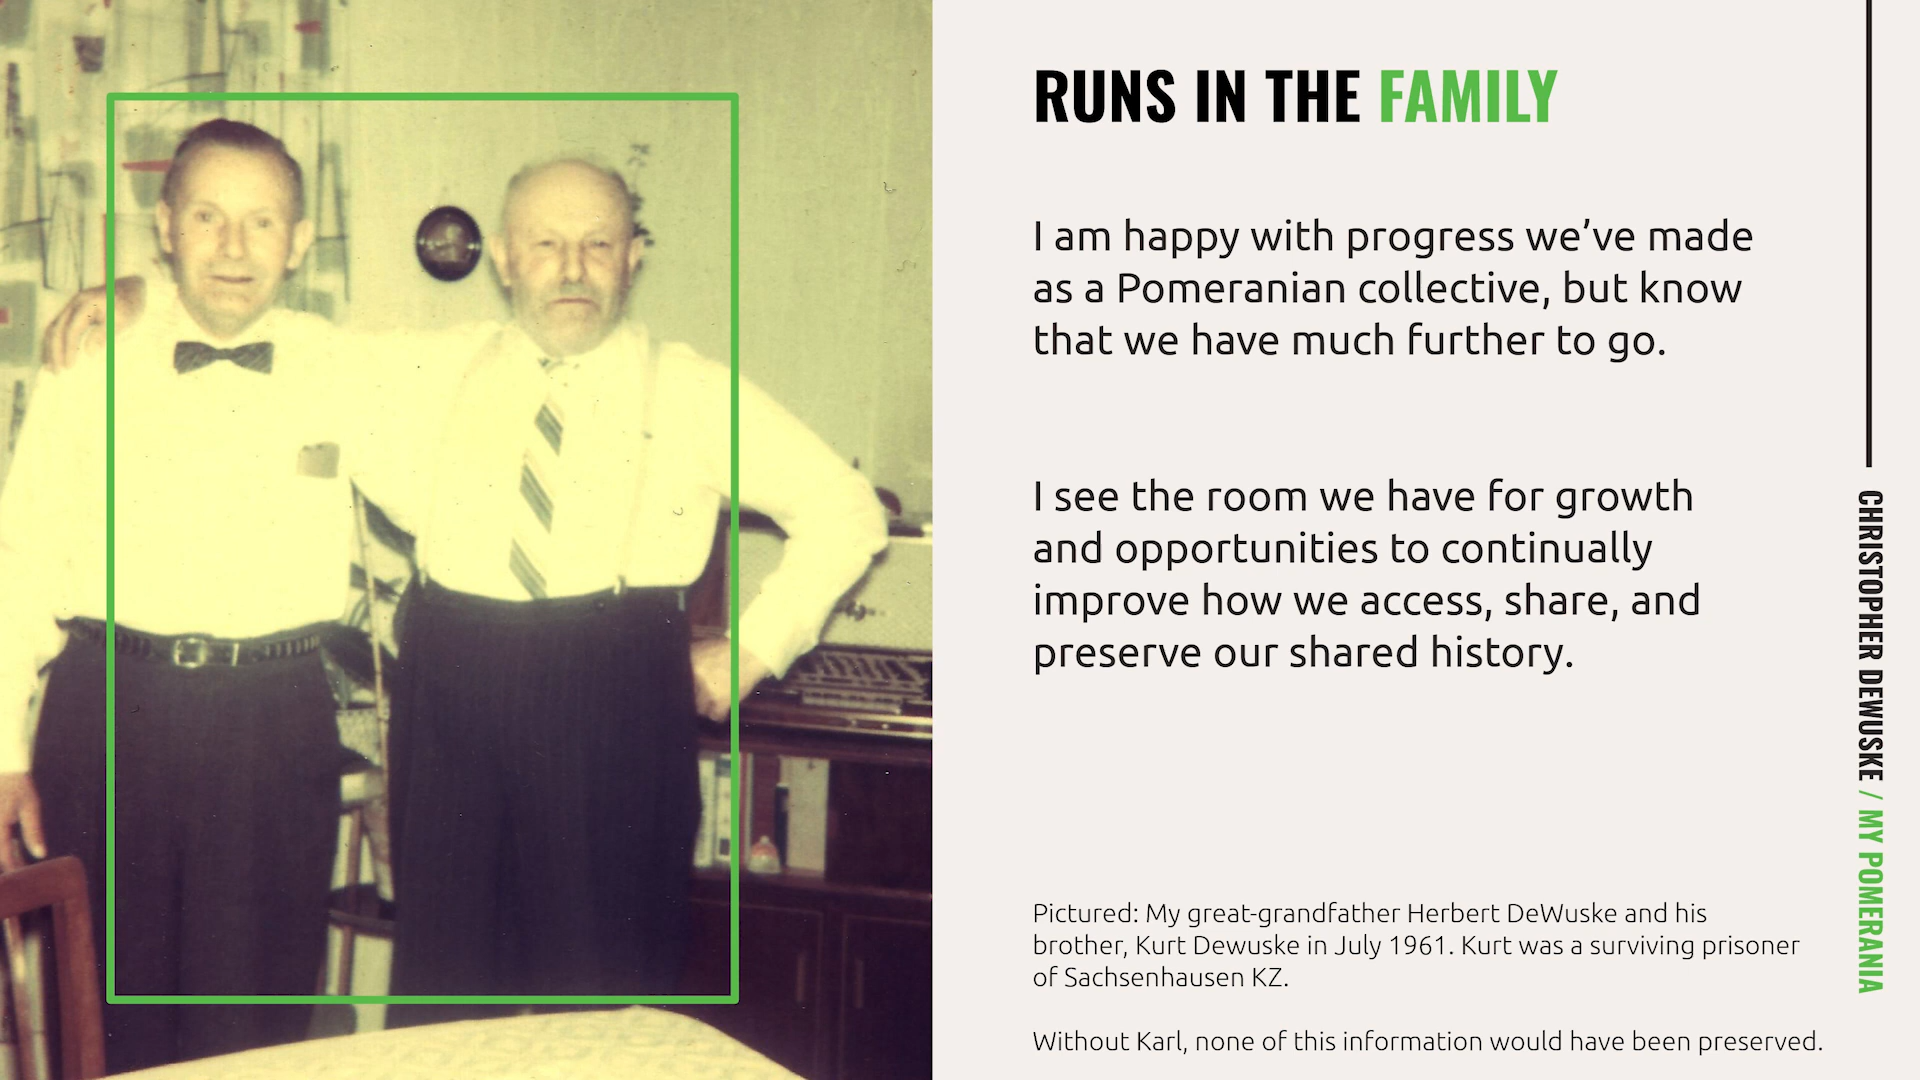 RUNS IN THE FAMILY
I am happy with progress we’ve made
as a Pomeranian collective, but know
that we have much further to go.
I see the room we have for growth
and opportunities to continually
improve how we access, share, and
preserve our shared history.
Pictured: My great-grandfather Herbert DeWuske and his
brother, Kurt Dewuske in July 1961. Kurt was a surviving prisoner
of Sachsenhausen KZ.
Without Karl, none of this information would have been preserved.
CHRISTOPHER DEWUSKE / MY POMERANIA